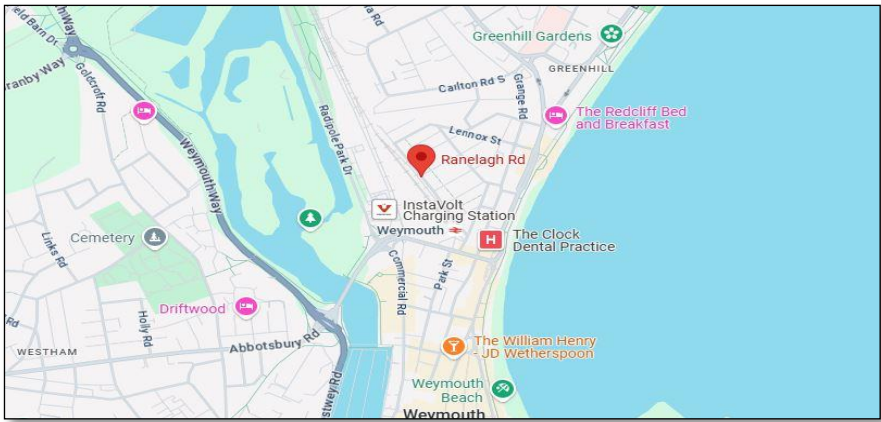 Greenhill Gardens
GREENHILL
Granby Way
Goldcroft Rd
Weymouth Way
Radipole Park Dr
Carlton Rd S
Grange Rd
The Redcliff Bed
and Breakfast
Lennox St
Ranelagh Rd
InstaVolt
Charging Station
Weymouth
The Clock
Dental Practice
H
Cemetery
Links Rd
Commercial Rd
Park St
Driftwood
Holly Rd
Abbotsbury Rd
WESTHAM
The William Henry
- JD Wetherspoon
Weymouth
Beach
Weymouth